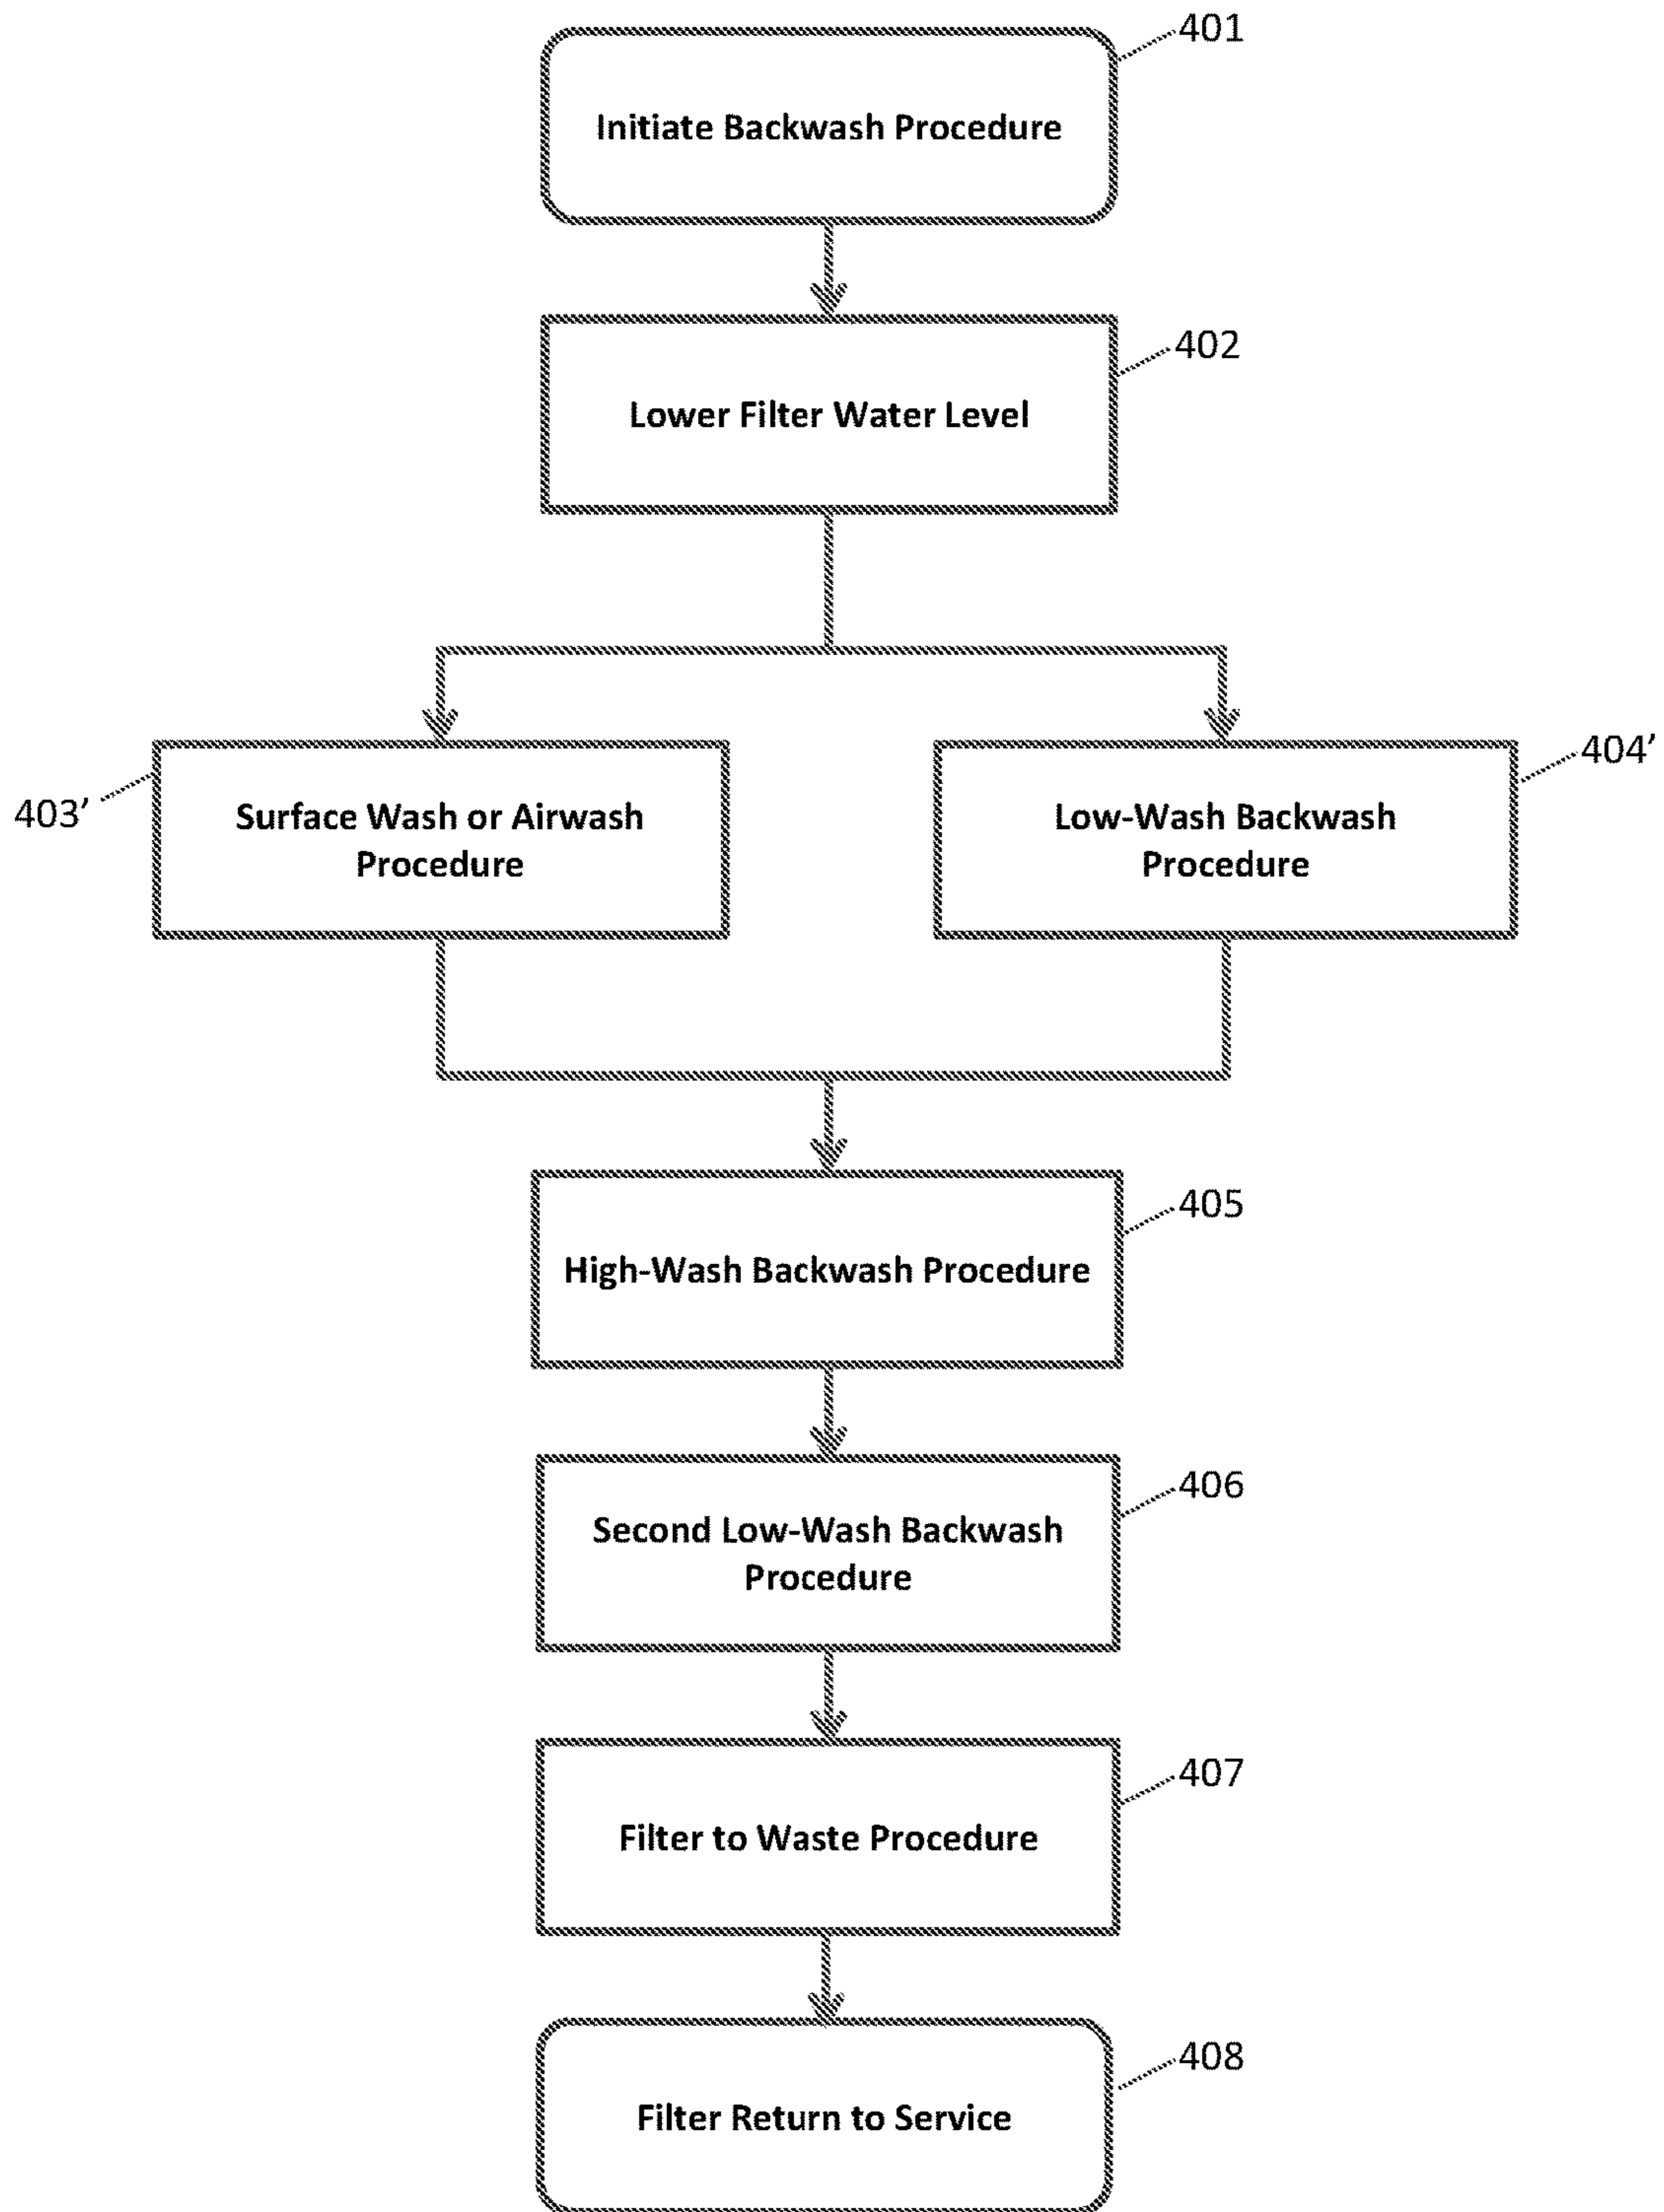 401
Initiate Backwash Procedure
402
Lower Filter Water Level
403’
Surface Wash or Airwash
Procedure
404’
Low-Wash Backwash
Procedure
405
High-Wash Backwash Procedure
406
Second Low-Wash Backwash
Procedure
407
Filter to Waste Procedure
408
Filter Return to Service